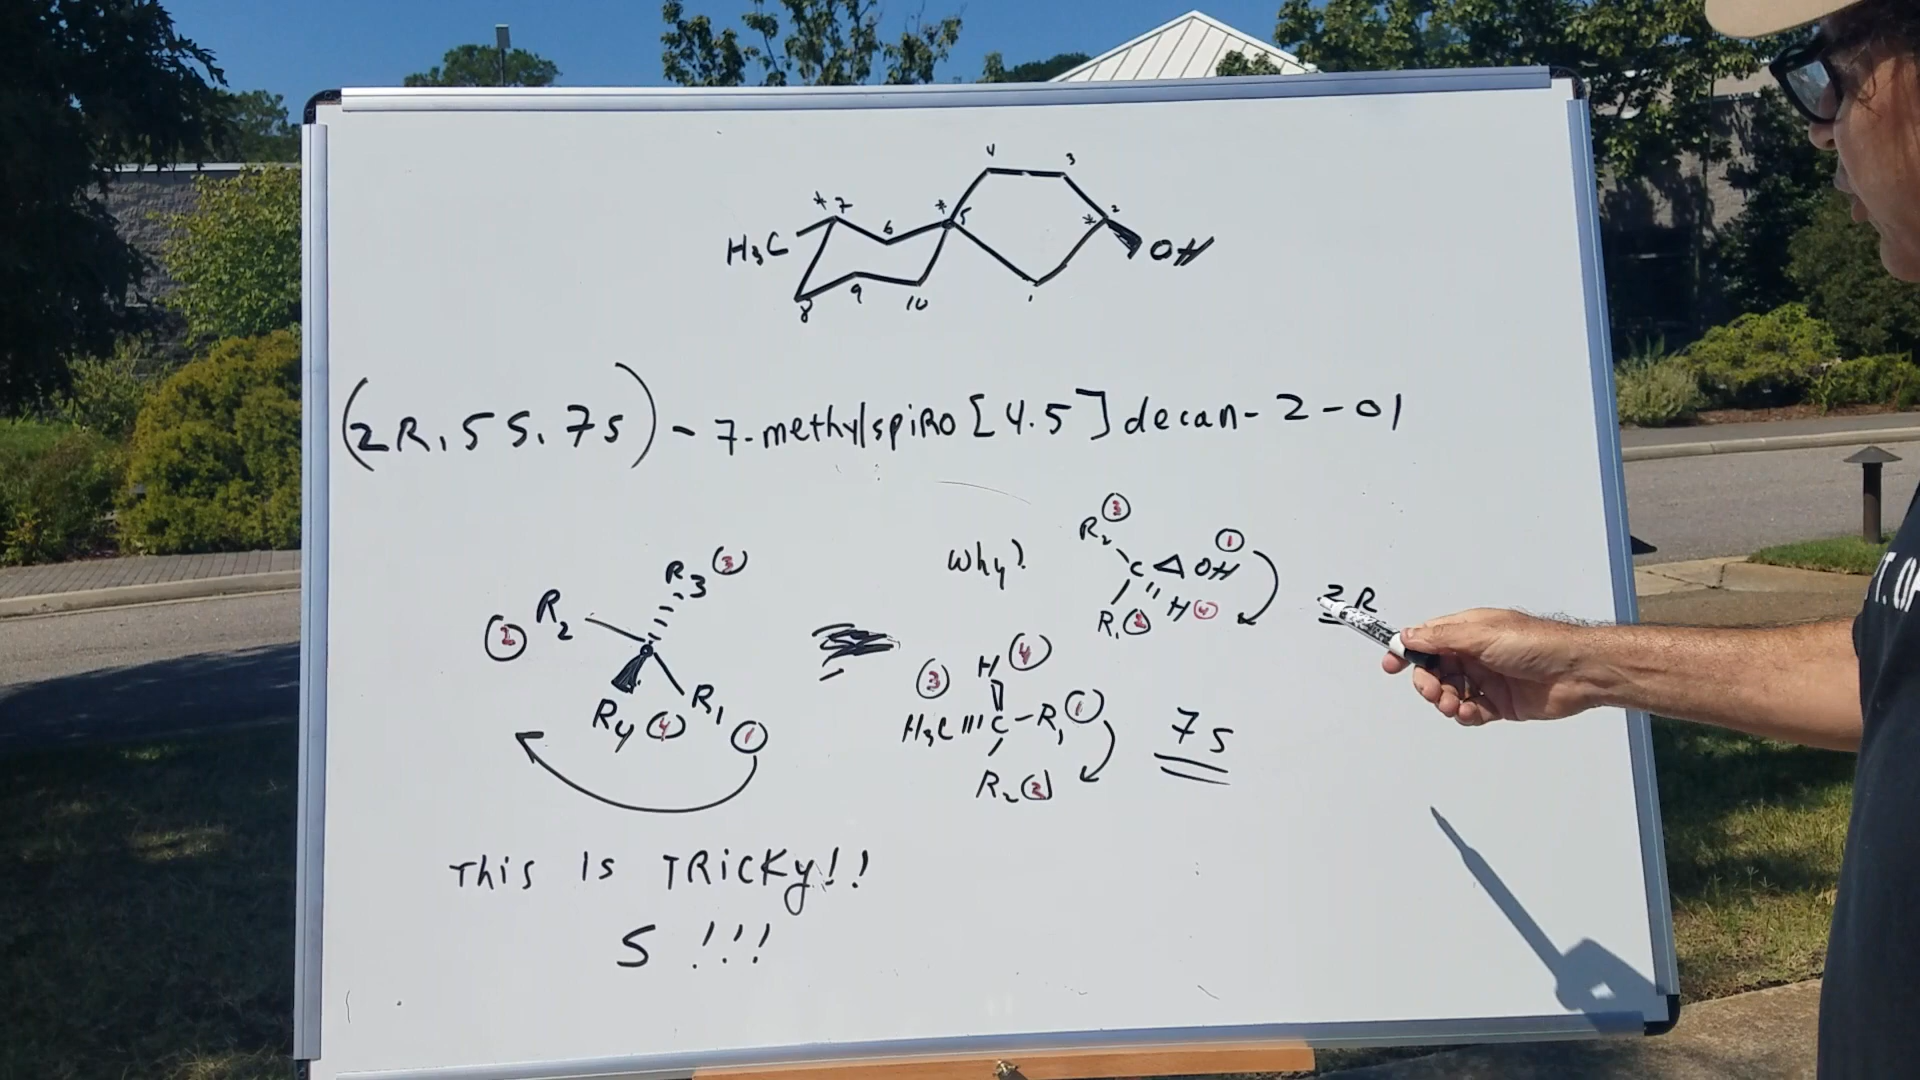 4 3
* 7 * 5 * 2
H3C 6 OH
8 9 10 1
(2R, 5S, 7S) - 7-methylspiRo [4.5] decan-2-ol
Why?
R2 ③
C OH ①
R1 ② H ④
2R
R3 ③
② R2
R4 ④ R1 ①
③ H ④
H3C C - R1 ①
R2 ②
7S
This is TRicKy!!
S !!!
T. OF